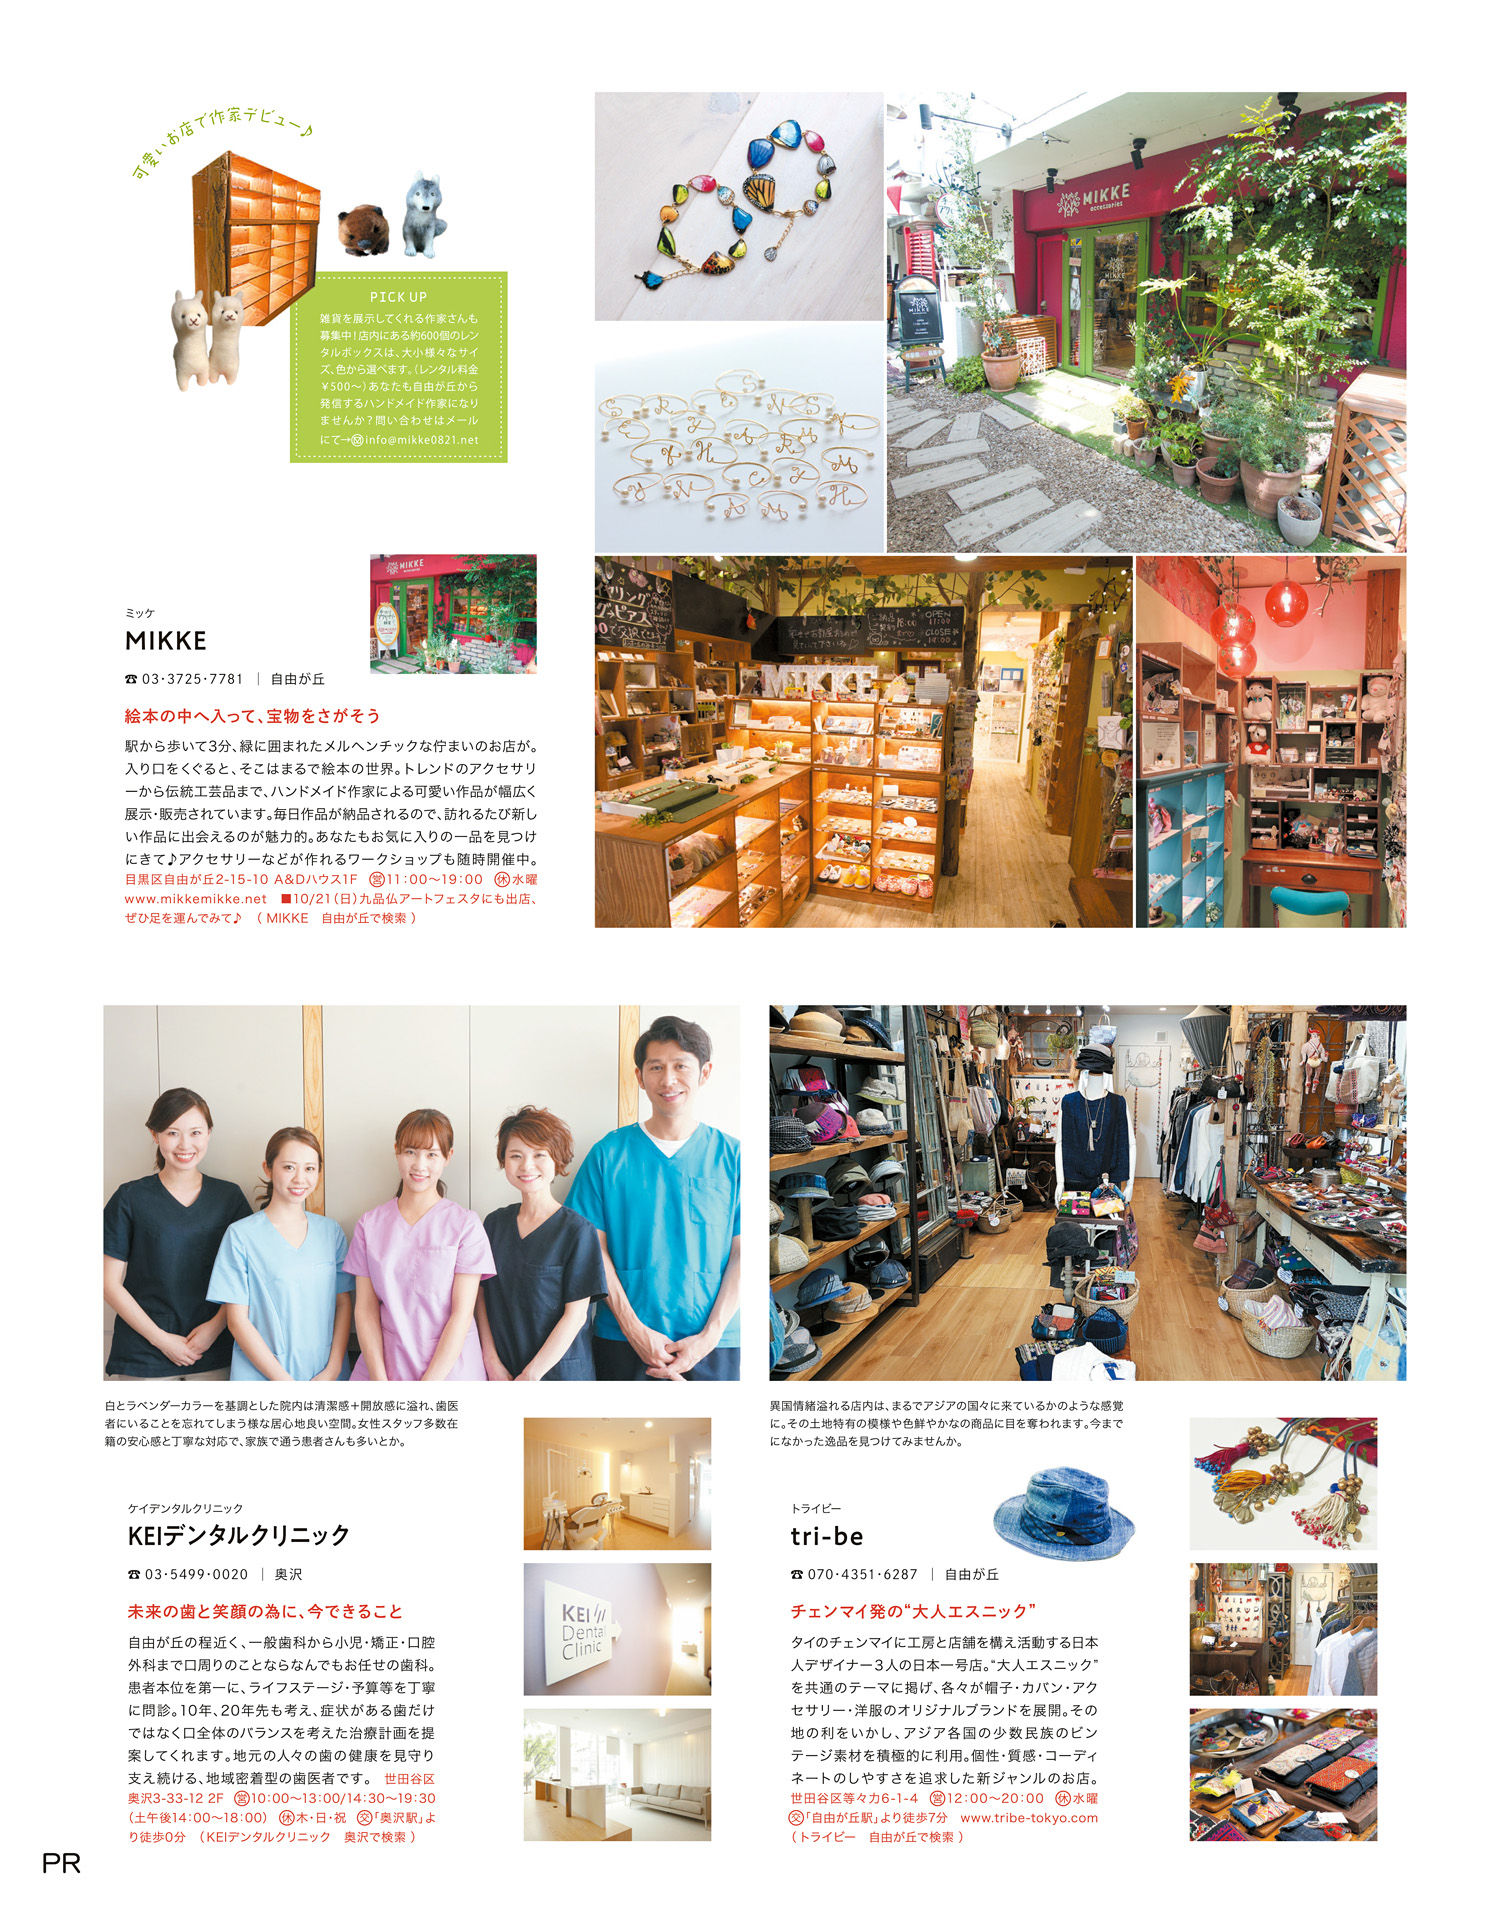 可愛いお店で作家デビュー♪
PICK UP
雑貨を展示してくれる作家さんも
募集中！店内にある約600個のレン
タルボックスは、大小様々なサイ
ズ、色から選べます。（レンタル料金
￥500〜）あなたも自由が丘から
発信するハンドメイド作家になり
ませんか？問い合わせはメール
にて→Ⓜinfo@mikke0821.net
MIKKE
accessories
MIKKE
MIKKE
MIKKE
OPEN
11:00
CLOSE
19:00
MIKKE
ミッケ
MIKKE
☎ 03・3725・7781 ｜ 自由が丘
絵本の中へ入って、宝物をさがそう
駅から歩いて3分、緑に囲まれたメルヘンチックな佇まいのお店が。
入り口をくぐると、そこはまるで絵本の世界。トレンドのアクセサリ
ーから伝統工芸品まで、ハンドメイド作家による可愛い作品が幅広く
展示・販売されています。毎日作品が納品されるので、訪れるたび新し
い作品に出会えるのが魅力的。あなたもお気に入りの一品を見つけ
にきて♪アクセサリーなどが作れるワークショップも随時開催中。
目黒区自由が丘2-15-10 A&Dハウス1F ㊂営11：00〜19：00 ㊡水曜
www.mikkemikke.net ■10/21（日）九品仏アートフェスタにも出店、
ぜひ足を運んでみて♪ （ MIKKE 自由が丘で検索 ）
白とラベンダーカラーを基調とした院内は清潔感＋開放感に溢れ、歯医
者にいることを忘れてしまう様な居心地良い空間。女性スタッフ多数在
籍の安心感と丁寧な対応で、家族で通う患者さんも多いとか。
ケイデンタルクリニック
KEIデンタルクリニック
☎ 03・5499・0020 ｜ 奥沢
未来の歯と笑顔の為に、今できること
自由が丘の程近く、一般歯科から小児・矯正・口腔
外科まで口周りのことならなんでもお任せの歯科。
患者本位を第一に、ライフステージ・予算等を丁寧
に問診。10年、20年先も考え、症状がある歯だけ
ではなく口全体のバランスを考えた治療計画を提
案してくれます。地元の人々の歯の健康を見守り
支え続ける、地域密着型の歯医者です。 世田谷区
奥沢3-33-12 2F 営10：00〜13：00/14：30〜19：30
（土午後14：00〜18：00） ㊡木・日・祝 交「奥沢駅」よ
り徒歩0分 （KEIデンタルクリニック 奥沢で検索 ）
KEI
Dental
Clinic
異国情緒溢れる店内は、まるでアジアの国々に来ているかのような感覚
に。その土地特有の模様や色鮮やかなの商品に目を奪われます。今まで
になかった逸品を見つけてみませんか。
トライビー
tri-be
☎ 070・4351・6287 ｜ 自由が丘
チェンマイ発の“大人エスニック”
タイのチェンマイに工房と店舗を構え活動する日本
人デザイナー3人の日本一号店。“大人エスニック”
を共通のテーマに掲げ、各々が帽子・カバン・アク
セサリー・洋服のオリジナルブランドを展開。その
地の利をいかし、アジア各国の少数民族のビン
テージ素材を積極的に利用。個性・質感・コーディ
ネートのしやすさを追求した新ジャンルのお店。
世田谷区等々力6-1-4 営12：00〜20：00 ㊡水曜
交「自由が丘駅」より徒歩7分 www.tribe-tokyo.com
（トライビー 自由が丘で検索 ）
PR